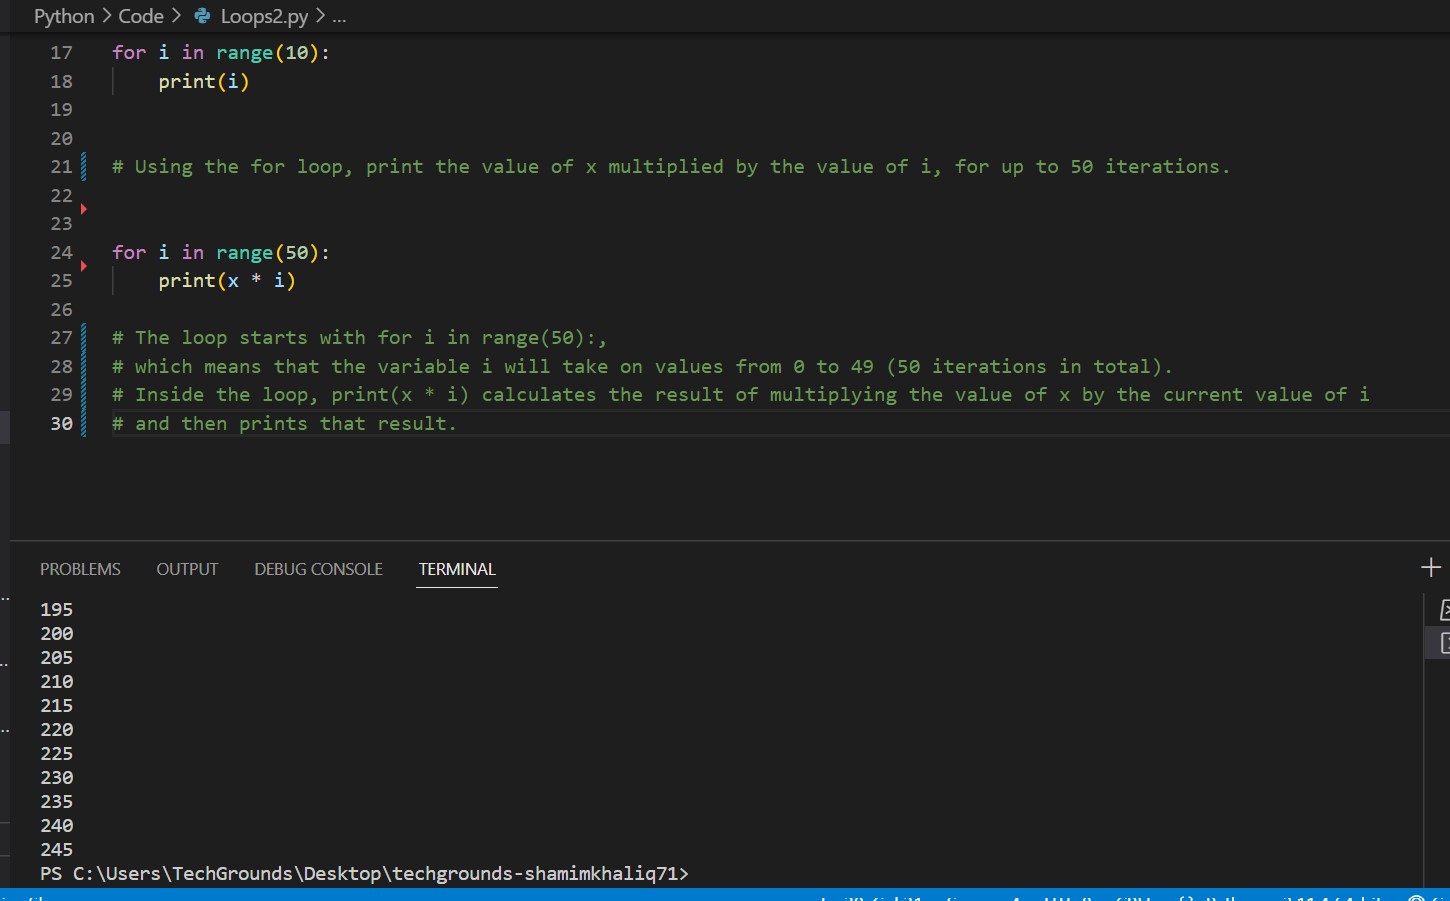 Python > Code > Loops2.py > ...
17 for i in range(10):
18     print(i)
19
20
21 # Using the for loop, print the value of x multiplied by the value of i, for up to 50 iterations.
22
23
24 for i in range(50):
25     print(x * i)
26
27 # The loop starts with for i in range(50):,
28 # which means that the variable i will take on values from 0 to 49 (50 iterations in total).
29 # Inside the loop, print(x * i) calculates the result of multiplying the value of x by the current value of i
30 # and then prints that result.
PROBLEMS OUTPUT DEBUG CONSOLE TERMINAL
195
200
205
210
215
220
225
230
235
240
245
PS C:\Users\TechGrounds\Desktop\techgrounds-shamimkhaliq71>